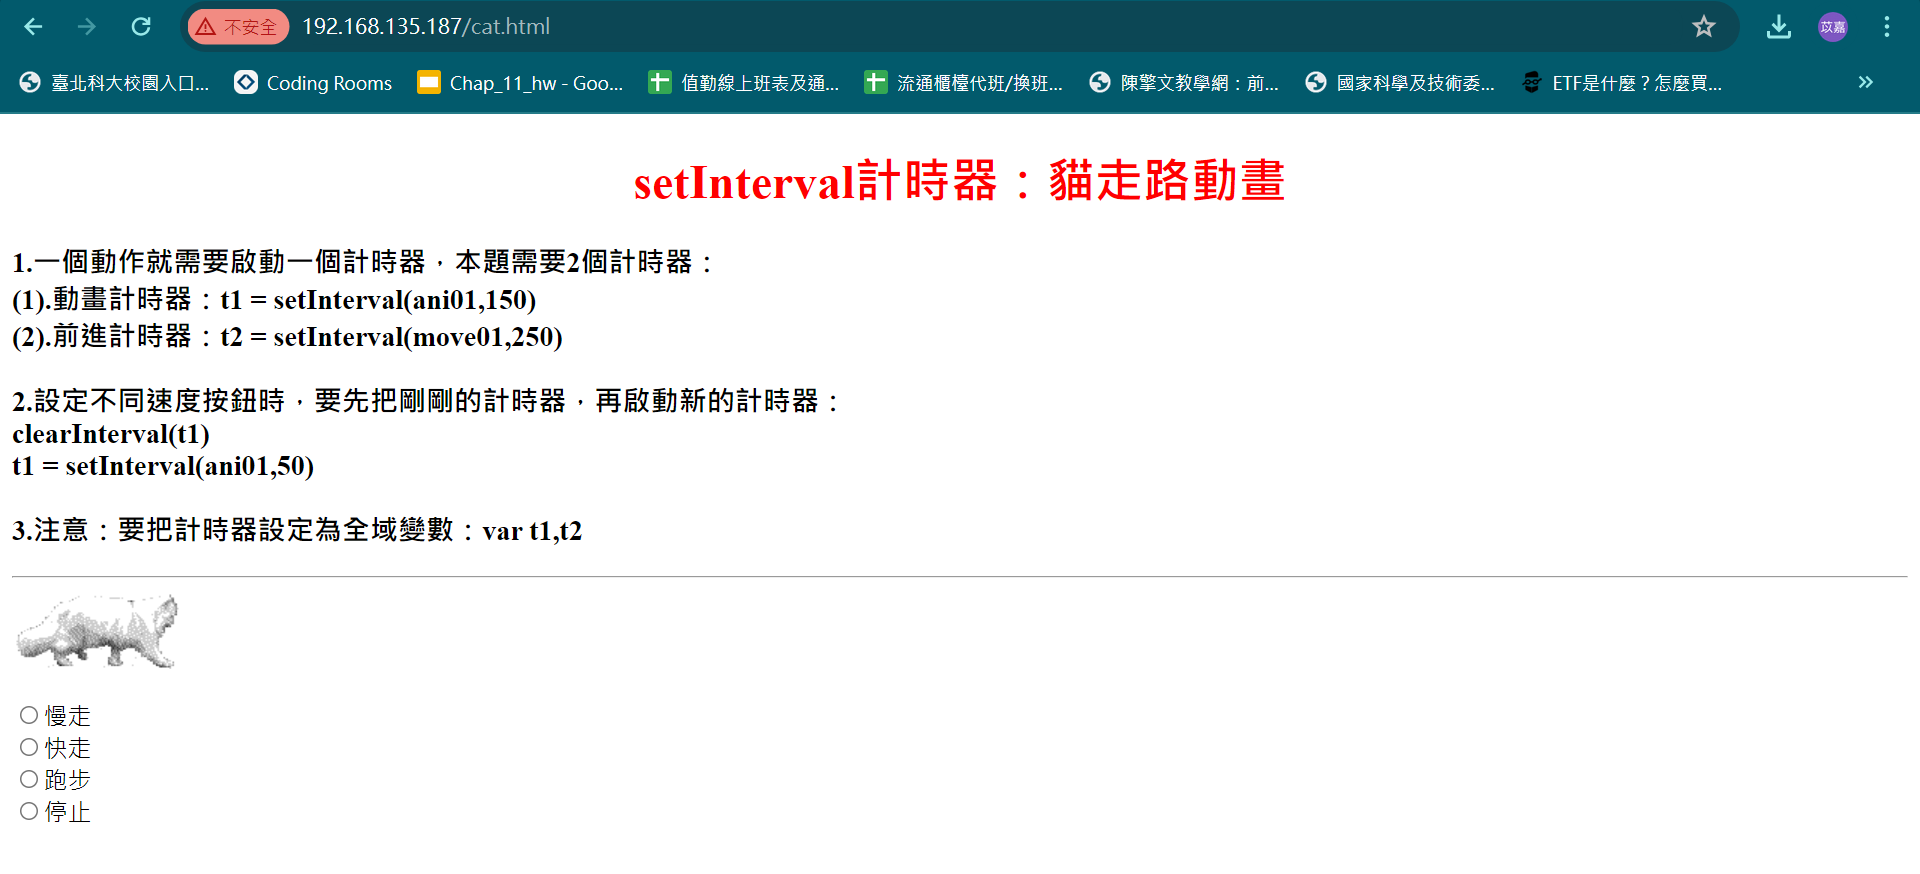 不安全 192.168.135.187/cat.html 苡嘉
臺北科大校園入口... Coding Rooms Chap_11_hw - Goo... 值勤線上班表及通... 流通櫃檯代班/換班... 陳擎文教學網：前... 國家科學及技術委... ETF是什麼？怎麼買...
setInterval計時器：貓走路動畫
1.一個動作就需要啟動一個計時器，本題需要2個計時器：
(1).動畫計時器：t1 = setInterval(ani01,150)
(2).前進計時器：t2 = setInterval(move01,250)
2.設定不同速度按鈕時，要先把剛剛的計時器，再啟動新的計時器：
clearInterval(t1)
t1 = setInterval(ani01,50)
3.注意：要把計時器設定為全域變數：var t1,t2
慢走
快走
跑步
停止